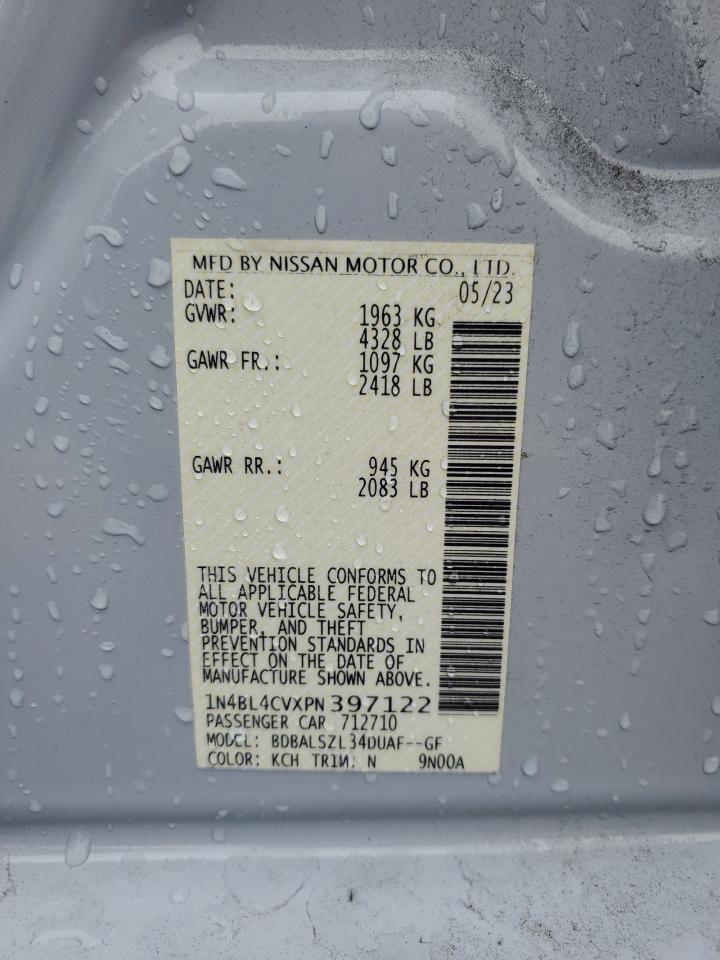 MFD BY NISSAN MOTOR CO., LTD.
DATE: 05/23
GVWR: 1963 KG
4328 LB
GAWR FR.: 1097 KG
2418 LB
GAWR RR.: 945 KG
2083 LB
THIS VEHICLE CONFORMS TO
ALL APPLICABLE FEDERAL
MOTOR VEHICLE SAFETY,
BUMPER, AND THEFT
PREVENTION STANDARDS IN
EFFECT ON THE DATE OF
MANUFACTURE SHOWN ABOVE.
1N4BL4CVXPN397122
PASSENGER CAR 712710
MODEL: BDBALSZL34DUAF--GF
COLOR: KCH TRIM: N 9N00A